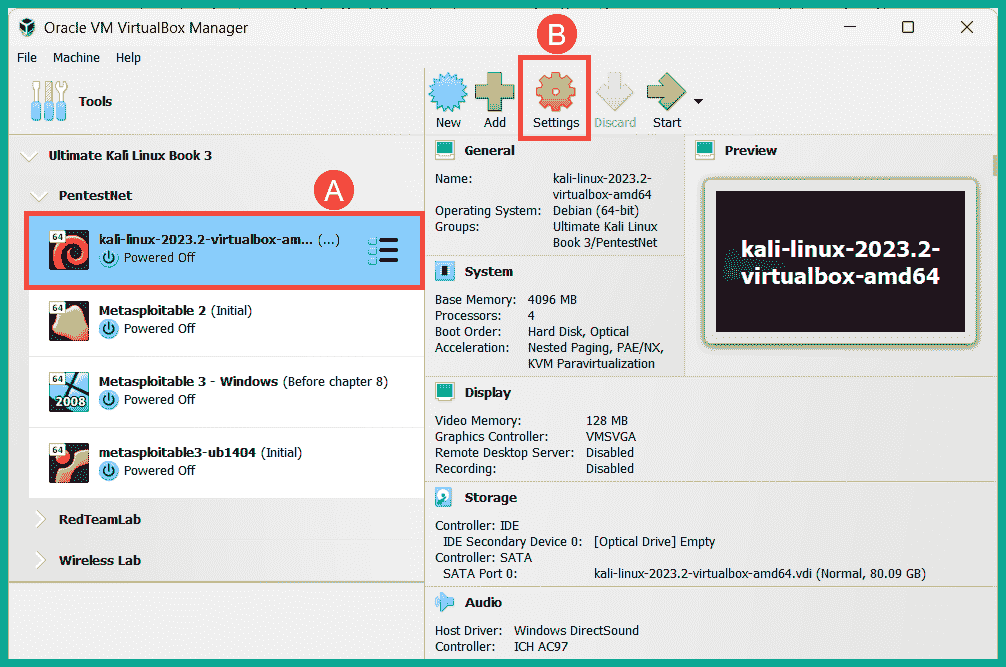 Oracle VM VirtualBox Manager
B
File Machine Help
Tools
New Add Settings Discard Start
Ultimate Kali Linux Book 3
PentestNet
A
64
kali-linux-2023.2-virtualbox-am... (...)
Powered Off
64
Metasploitable 2 (Initial)
Powered Off
64
2008
Metasploitable 3 - Windows (Before chapter 8)
Powered Off
64
metasploitable3-ub1404 (Initial)
Powered Off
RedTeamLab
Wireless Lab
General
Name: kali-linux-2023.2-
virtualbox-amd64
Operating System: Debian (64-bit)
Groups: Ultimate Kali Linux
Book 3/PentestNet
Preview
kali-linux-2023.2-
virtualbox-amd64
System
Base Memory: 4096 MB
Processors: 4
Boot Order: Hard Disk, Optical
Acceleration: Nested Paging, PAE/NX,
KVM Paravirtualization
Display
Video Memory: 128 MB
Graphics Controller: VMSVGA
Remote Desktop Server: Disabled
Recording: Disabled
Storage
Controller: IDE
IDE Secondary Device 0: [Optical Drive] Empty
Controller: SATA
SATA Port 0: kali-linux-2023.2-virtualbox-amd64.vdi (Normal, 80.09 GB)
Audio
Host Driver: Windows DirectSound
Controller: ICH AC97